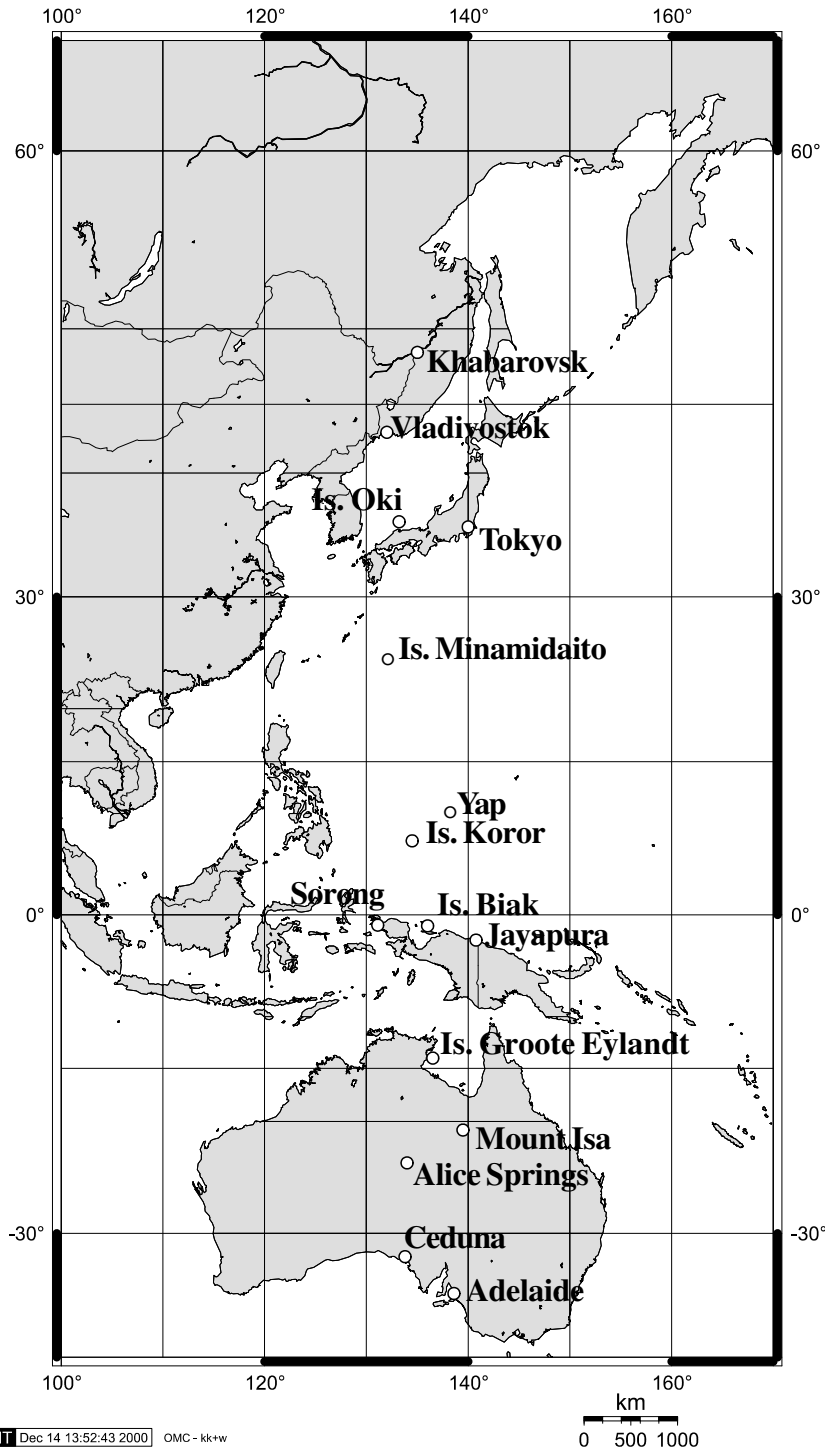 100° 120° 140° 160°
60° 60°
Khabarovsk
Vladivostok
Is. Oki
Tokyo
30° 30°
Is. Minamidaito
Yap
Is. Koror
Sorong
Is. Biak
0° 0°
Jayapura
Is. Groote Eylandt
Mount Isa
Alice Springs
-30° -30°
Ceduna
Adelaide
100° 120° 140° 160°
km
0 500 1000
Dec 14 13:52:43 2000 OMC - kk+w